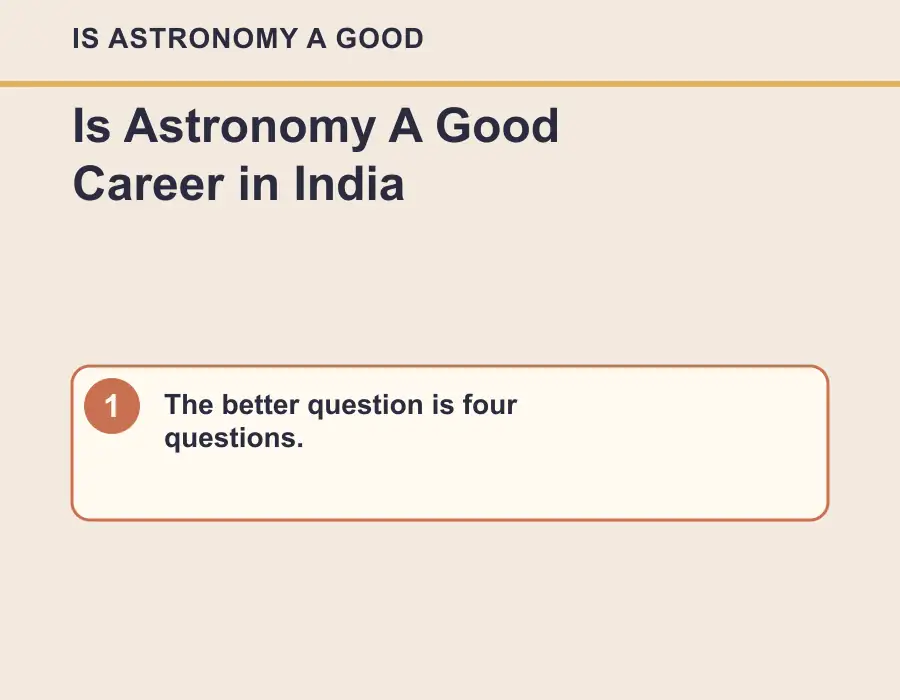 IS ASTRONOMY A GOOD
Is Astronomy A Good
Career in India
1
The better question is four
questions.